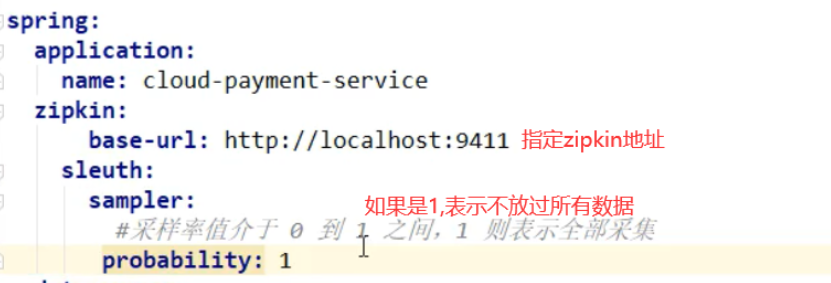 spring:
application:
name: cloud-payment-service
zipkin:
base-url: http://localhost:9411 指定zipkin地址
sleuth:
sampler:
如果是1,表示不放过所有数据
#采样率值介于 0 到 1 之间，1 则表示全部采集
probability: 1